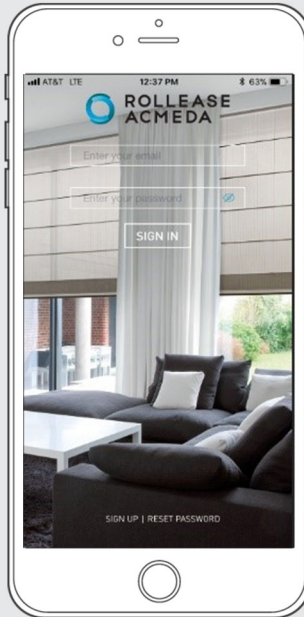 AT&T LTE 12:37 PM 63%
ROLLEASE
ACMEDA
Enter your email
Enter your password
SIGN IN
SIGN UP | RESET PASSWORD